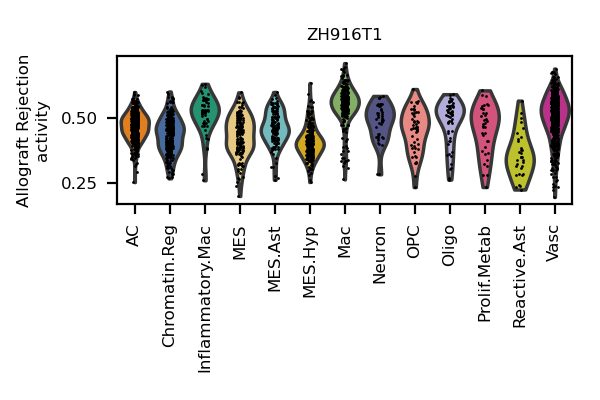 ZH916T1
Allograft Rejection
activity
0.50
0.25
AC
Chromatin.Reg
Inflammatory.Mac
MES
MES.Ast
MES.Hyp
Mac
Neuron
OPC
Oligo
Prolif.Metab
Reactive.Ast
Vasc